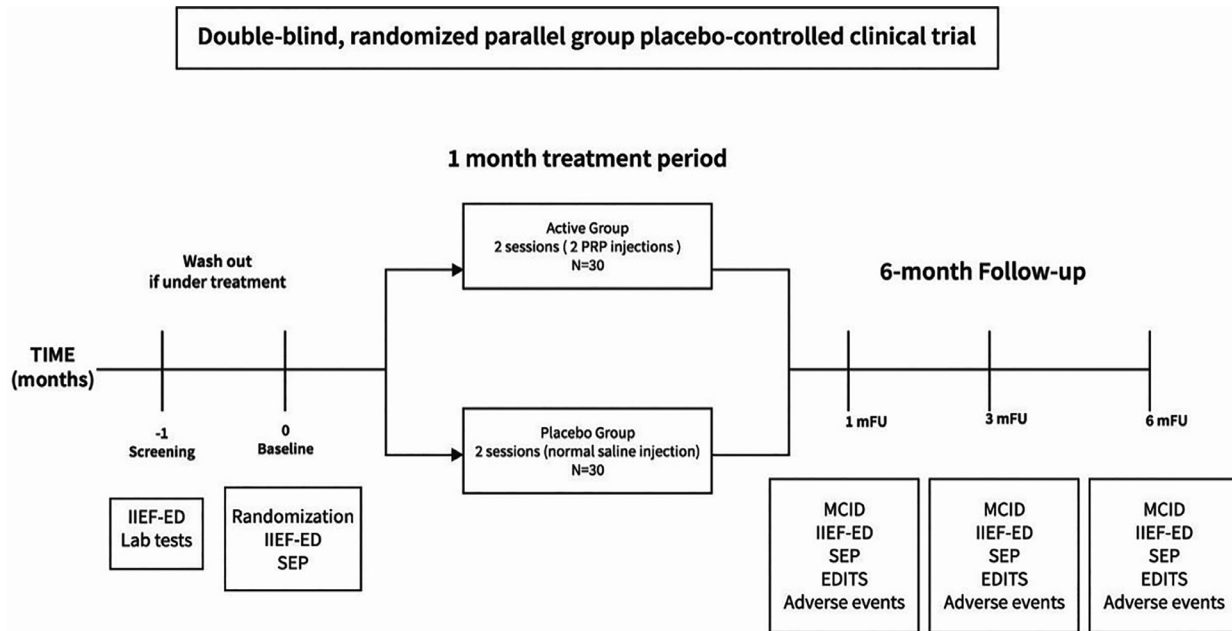 Double-blind, randomized parallel group placebo-controlled clinical trial
1 month treatment period
Active Group
2 sessions ( 2 PRP injections )
N=30
Wash out
if under treatment
6-month Follow-up
TIME
(months)
-1
Screening
0
Baseline
Placebo Group
2 sessions (normal saline injection)
N=30
1 mFU
3 mFU
6 mFU
IIEF-ED
Lab tests
Randomization
IIEF-ED
SEP
MCID
IIEF-ED
SEP
EDITS
Adverse events
MCID
IIEF-ED
SEP
EDITS
Adverse events
MCID
IIEF-ED
SEP
EDITS
Adverse events